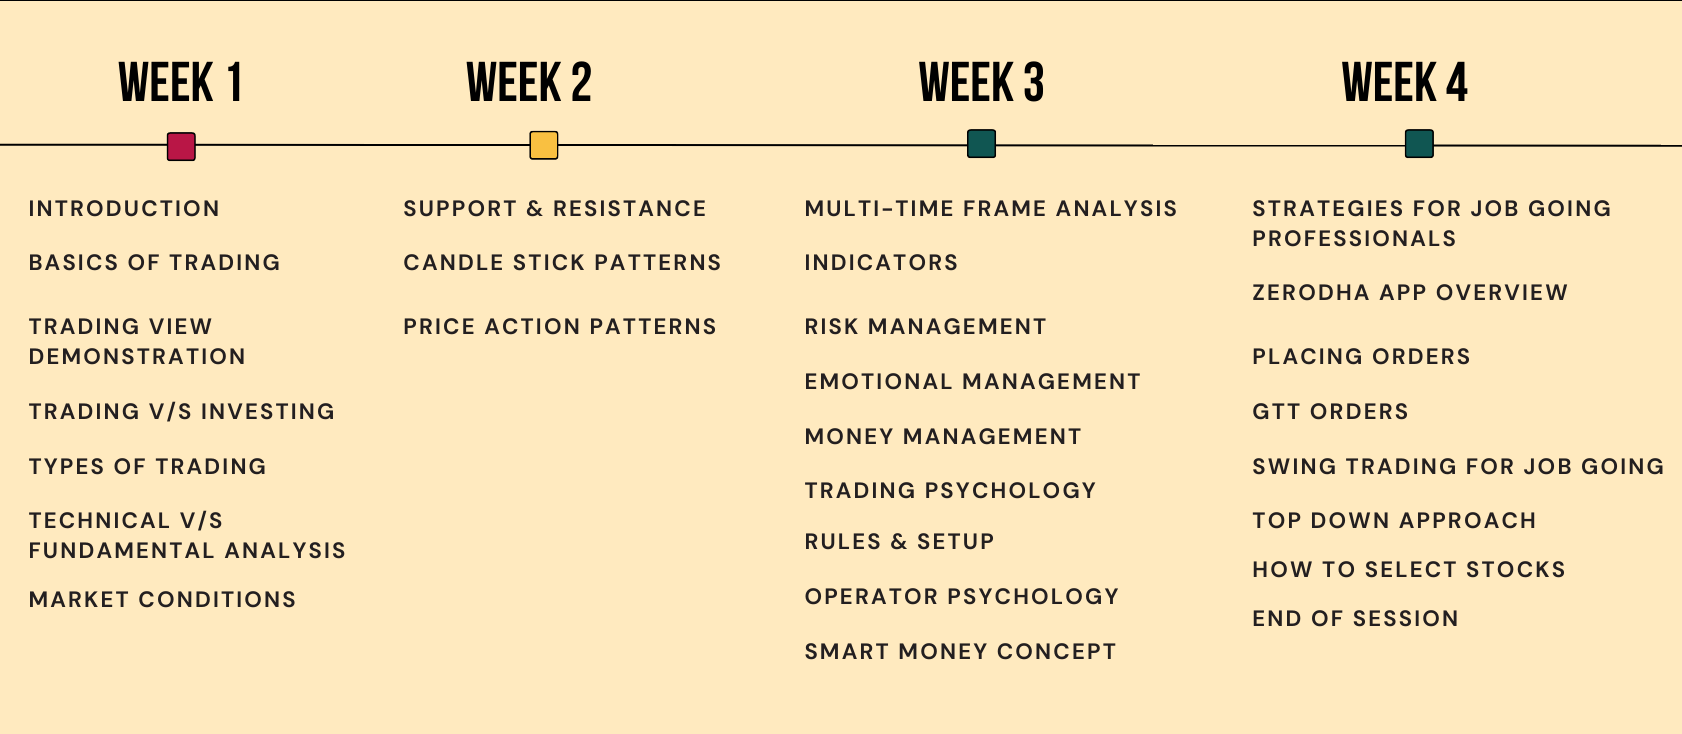 WEEK 1
INTRODUCTION
BASICS OF TRADING
TRADING VIEW
DEMONSTRATION
TRADING V/S INVESTING
TYPES OF TRADING
TECHNICAL V/S
FUNDAMENTAL ANALYSIS
MARKET CONDITIONS
WEEK 2
SUPPORT & RESISTANCE
CANDLE STICK PATTERNS
PRICE ACTION PATTERNS
WEEK 3
MULTI-TIME FRAME ANALYSIS
INDICATORS
RISK MANAGEMENT
EMOTIONAL MANAGEMENT
MONEY MANAGEMENT
TRADING PSYCHOLOGY
RULES & SETUP
OPERATOR PSYCHOLOGY
SMART MONEY CONCEPT
WEEK 4
STRATEGIES FOR JOB GOING
PROFESSIONALS
ZERODHA APP OVERVIEW
PLACING ORDERS
GTT ORDERS
SWING TRADING FOR JOB GOING
TOP DOWN APPROACH
HOW TO SELECT STOCKS
END OF SESSION